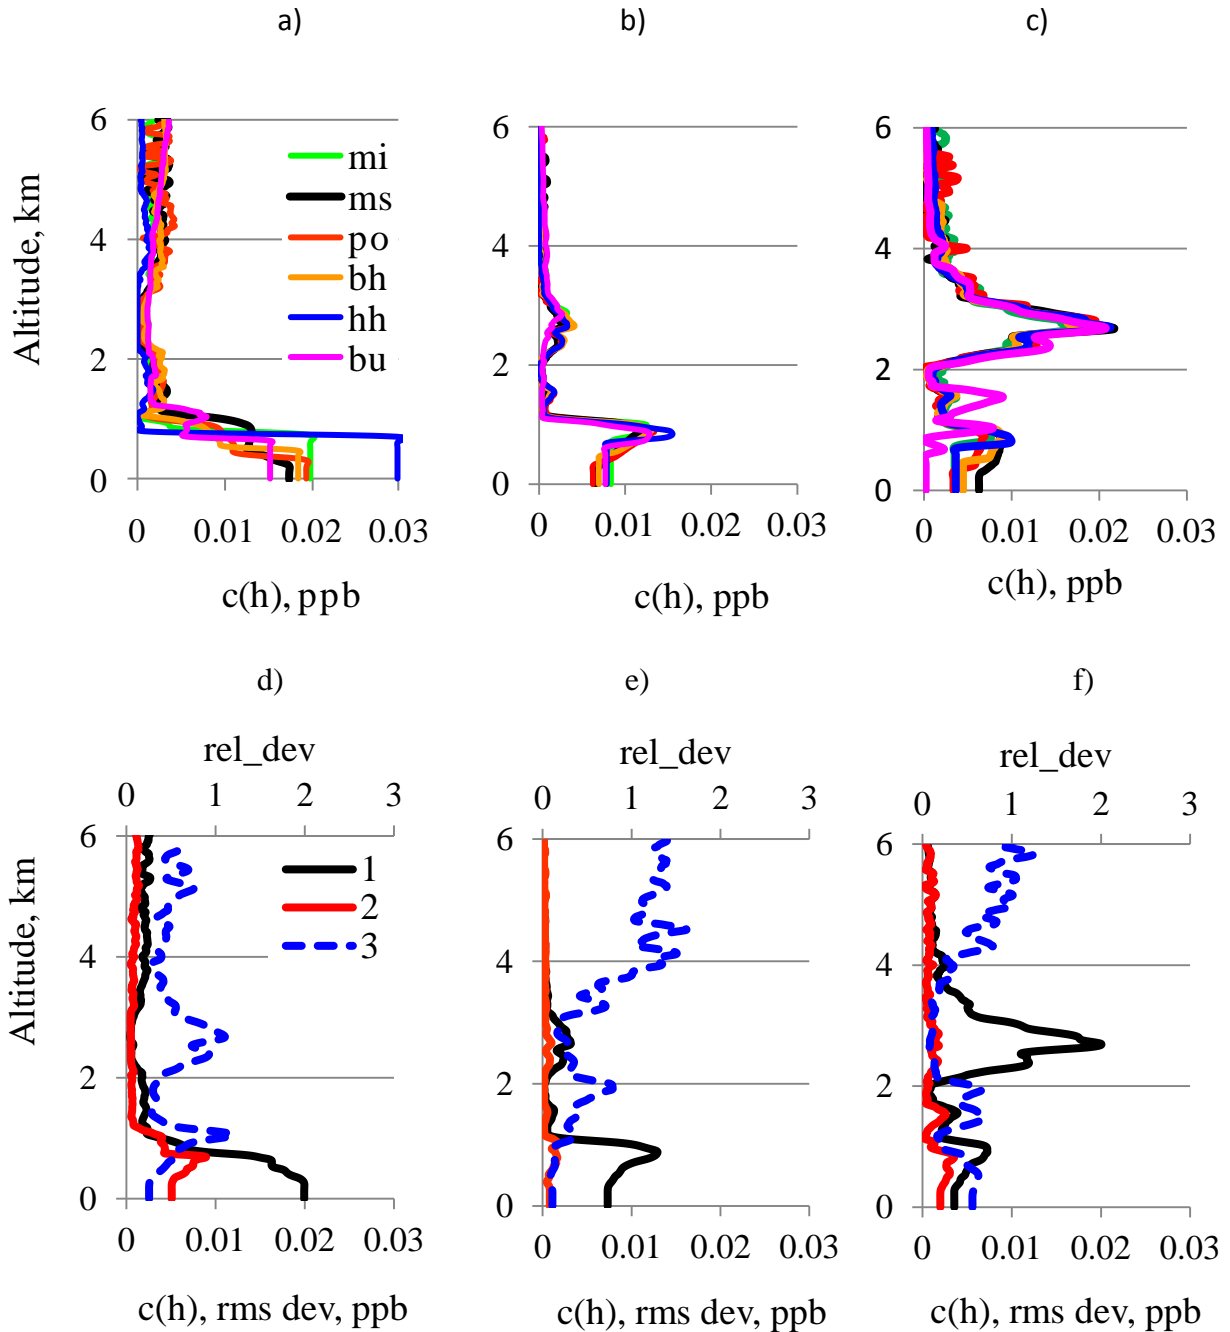 a) b) c)
6 6 6
4 4 4
2 2 2
0 0 0
Altitude, km
mi
ms
po
bh
hh
bu
0 0.01 0.02 0.03 0 0.01 0.02 0.03 0 0.01 0.02 0.03
c(h), ppb c(h), ppb c(h), ppb
d) e) f)
rel_dev rel_dev rel_dev
0 1 2 3 0 1 2 3 0 1 2 3
6 6 6
4 4 4
2 2 2
0 0 0
Altitude, km
1
2
3
0 0.01 0.02 0.03 0 0.01 0.02 0.03 0 0.01 0.02 0.03
c(h), rms dev, ppb c(h), rms dev, ppb c(h), rms dev, ppb